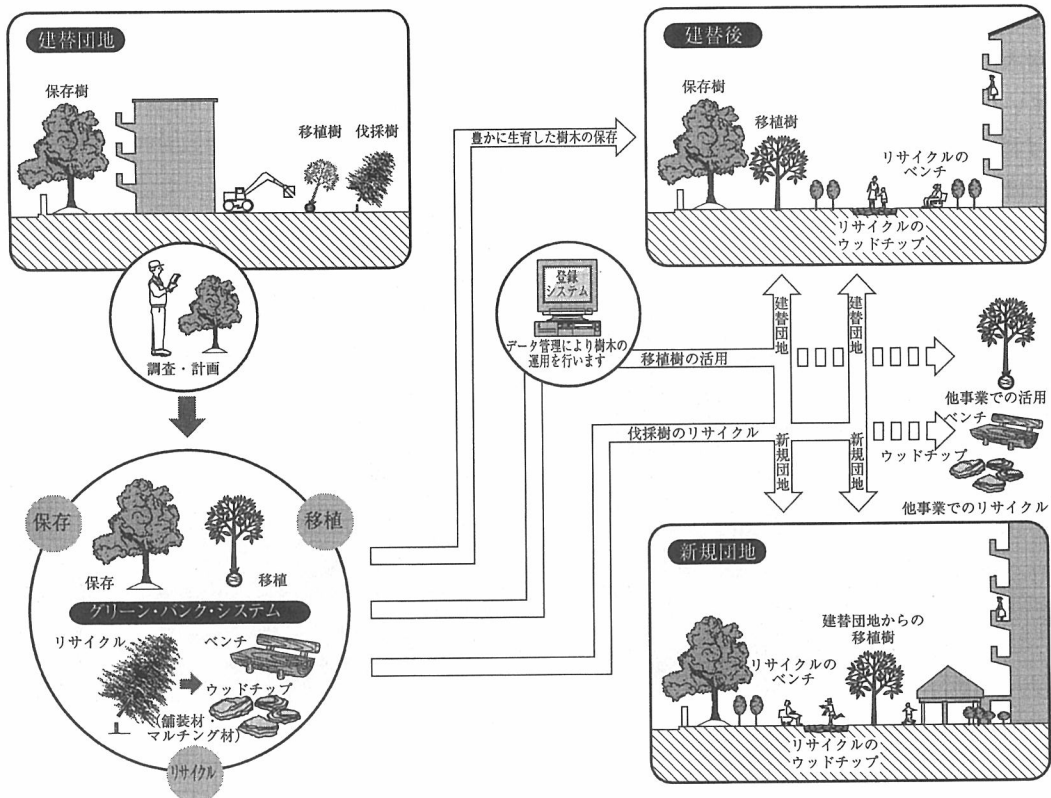 建替団地
保存樹
移植樹
伐採樹
調査・計画
保存
移植
保存
移植
グリーン・バンク・システム
リサイクル
ベンチ
ウッドチップ
(舗装材・
マルチング材)
リサイクル
豊かに生育した樹木の保存
登録
システム
データ管理により樹木の
運用を行います
移植樹の活用
伐採樹のリサイクル
建替後
保存樹
移植樹
リサイクルの
ベンチ
リサイクルの
ウッドチップ
建替団地
建替団地
新規団地
新規団地
他事業での活用
ベンチ
ウッドチップ
他事業でのリサイクル
新規団地
建替団地からの
移植樹
リサイクルの
ベンチ
リサイクルの
ウッドチップ